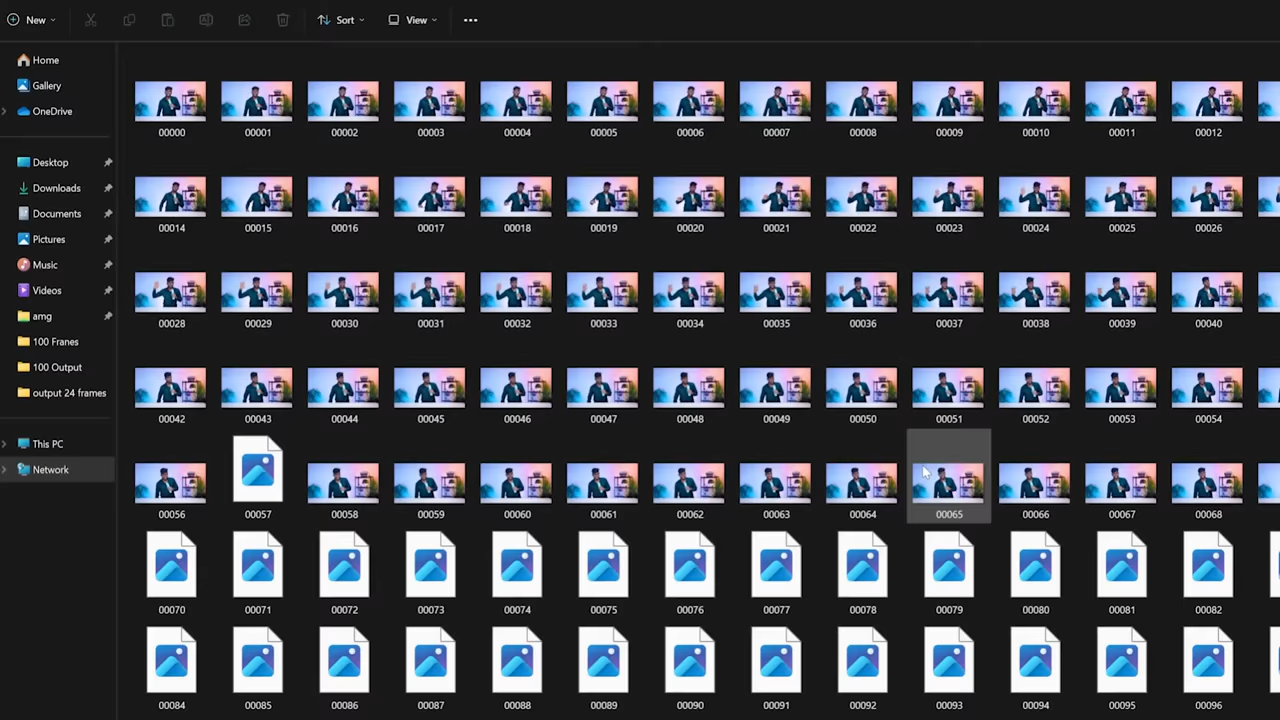 New Sort View
Home
Gallery
OneDrive
Desktop
Downloads
Documents
Pictures
Music
Videos
amg
100 Franes
100 Output
output 24 frames
This PC
Network
00000 00001 00002 00003 00004 00005 00006 00007 00008 00009 00010 00011 00012
00014 00015 00016 00017 00018 00019 00020 00021 00022 00023 00024 00025 00026
00028 00029 00030 00031 00032 00033 00034 00035 00036 00037 00038 00039 00040
00042 00043 00044 00045 00046 00047 00048 00049 00050 00051 00052 00053 00054
00056 00057 00058 00059 00060 00061 00062 00063 00064 00065 00066 00067 00068
00070 00071 00072 00073 00074 00075 00076 00077 00078 00079 00080 00081 00082
00084 00085 00086 00087 00088 00089 00090 00091 00092 00093 00094 00095 00096